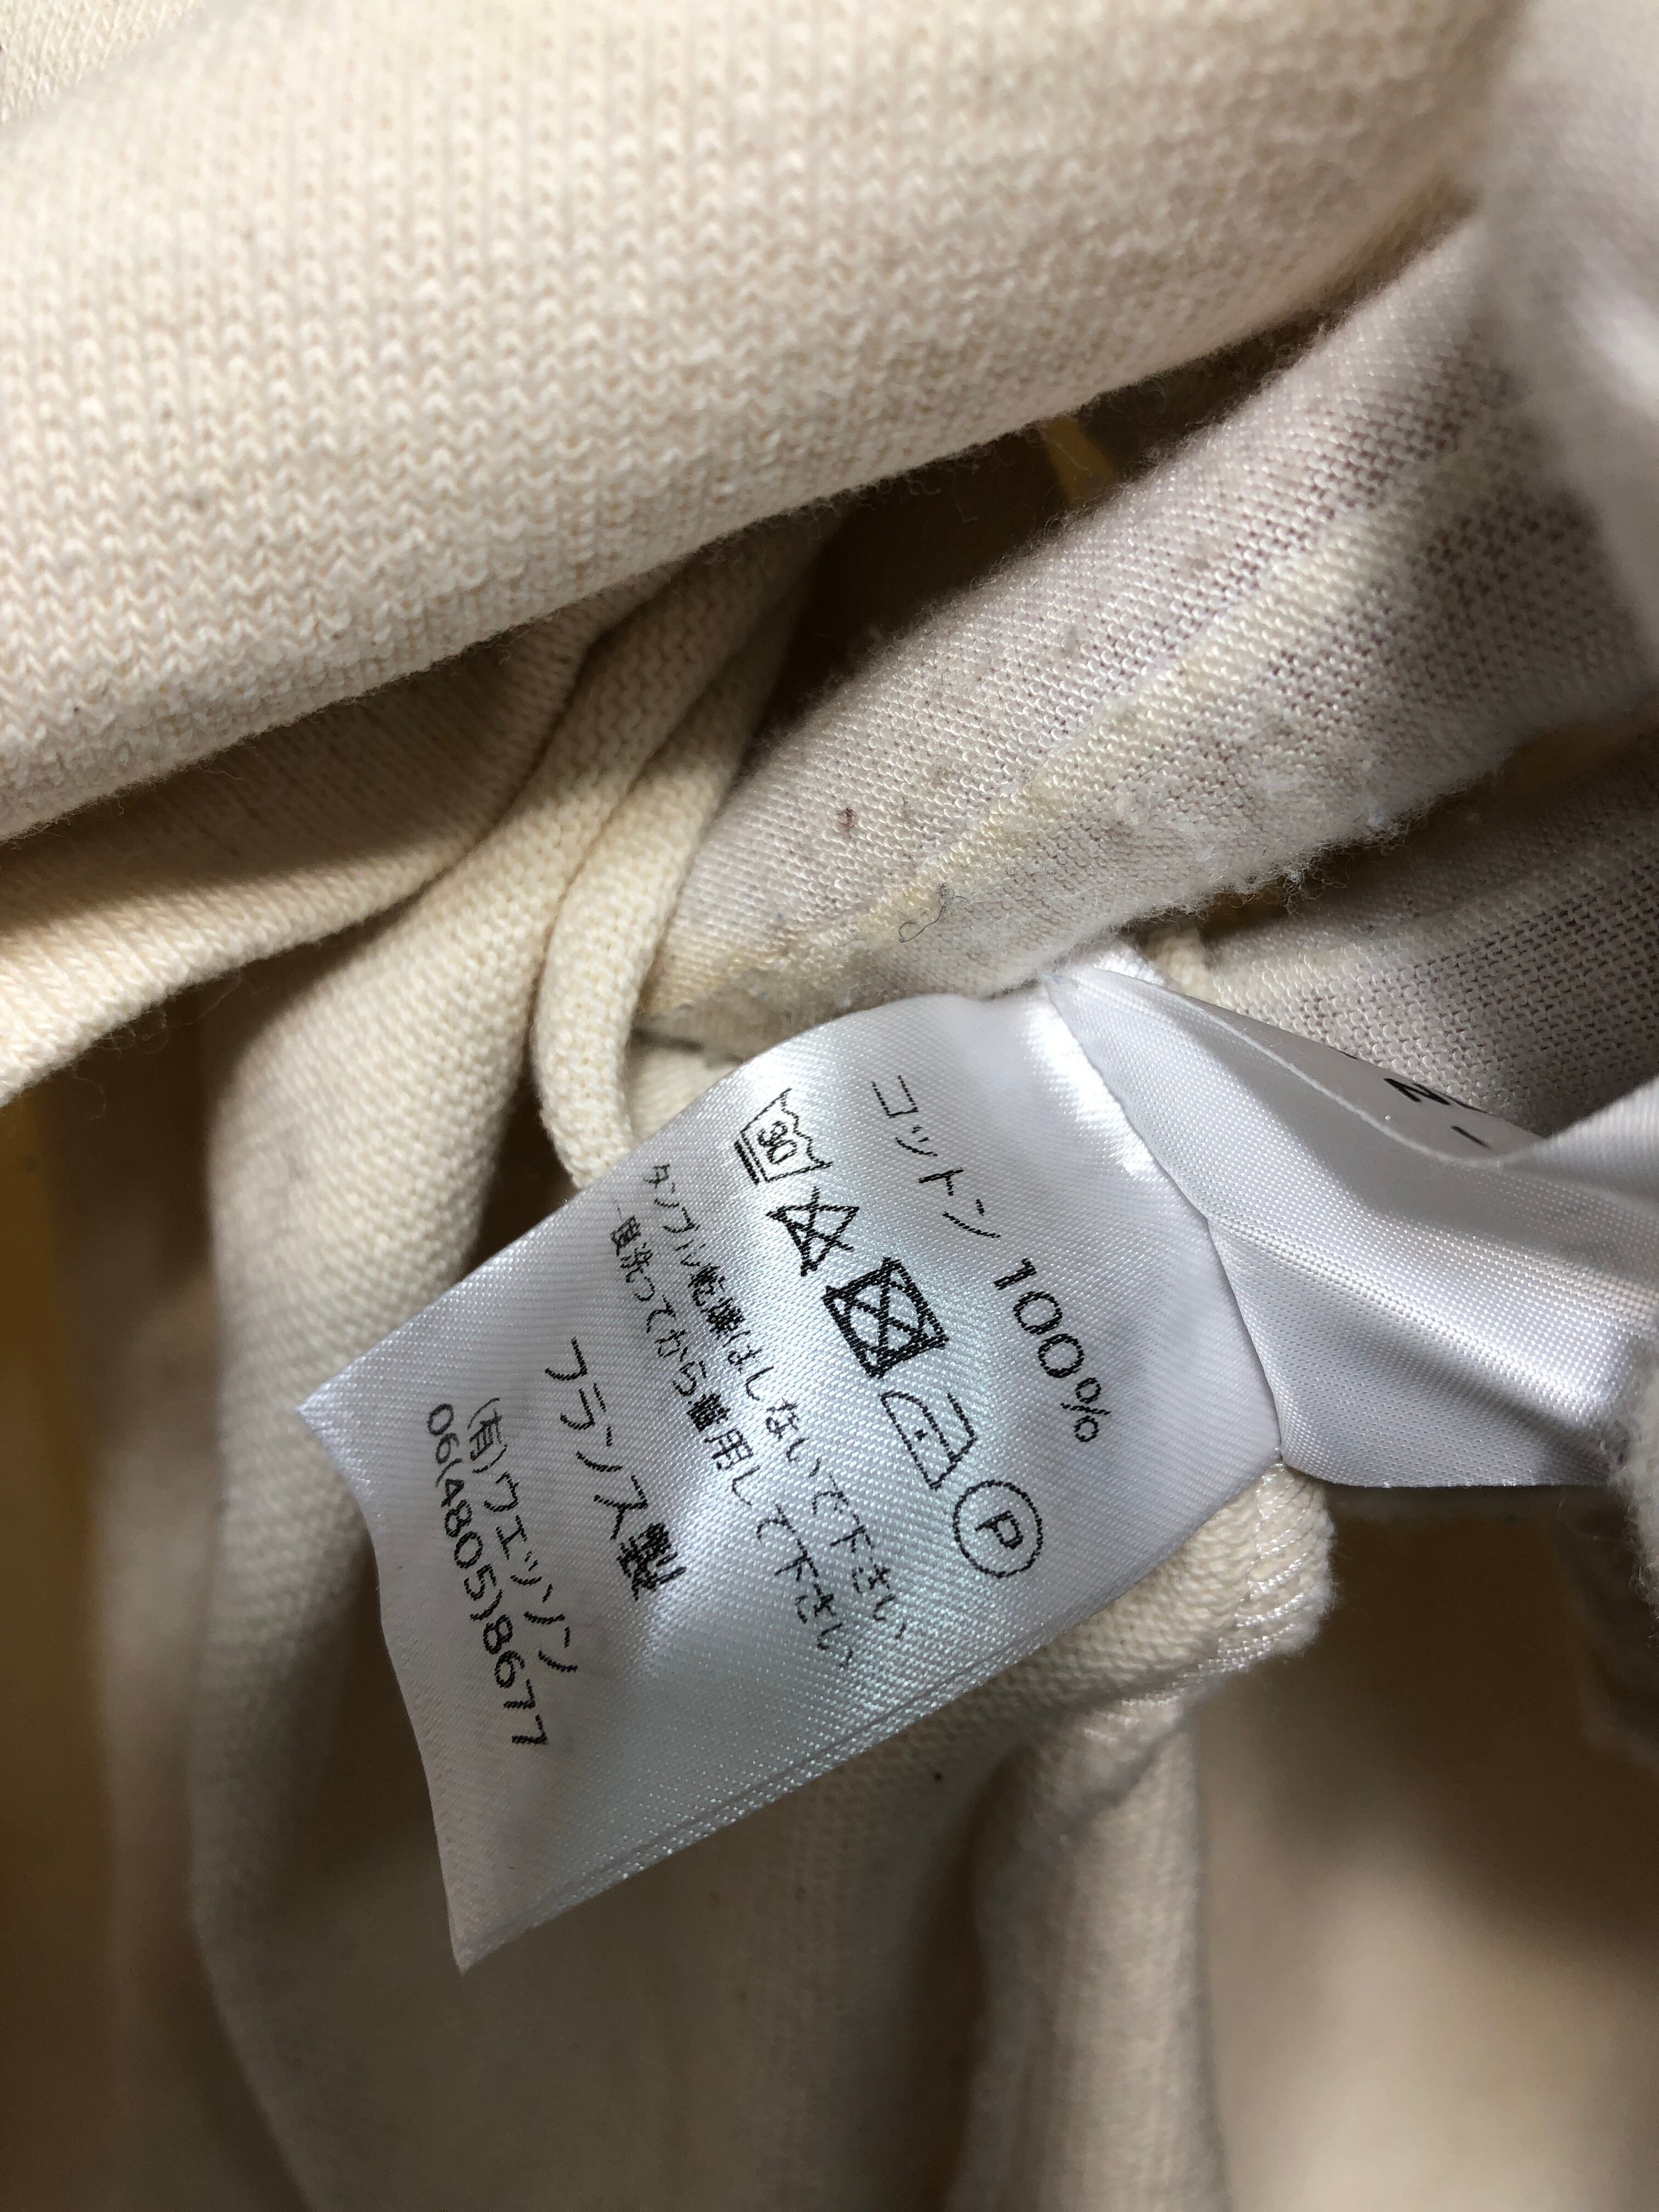 コットン 100%
30
P
タンブル乾燥はしないで下さい
一度洗ってから着用して下さい
フランス製
(有)ウエッソン
06(4805)8677